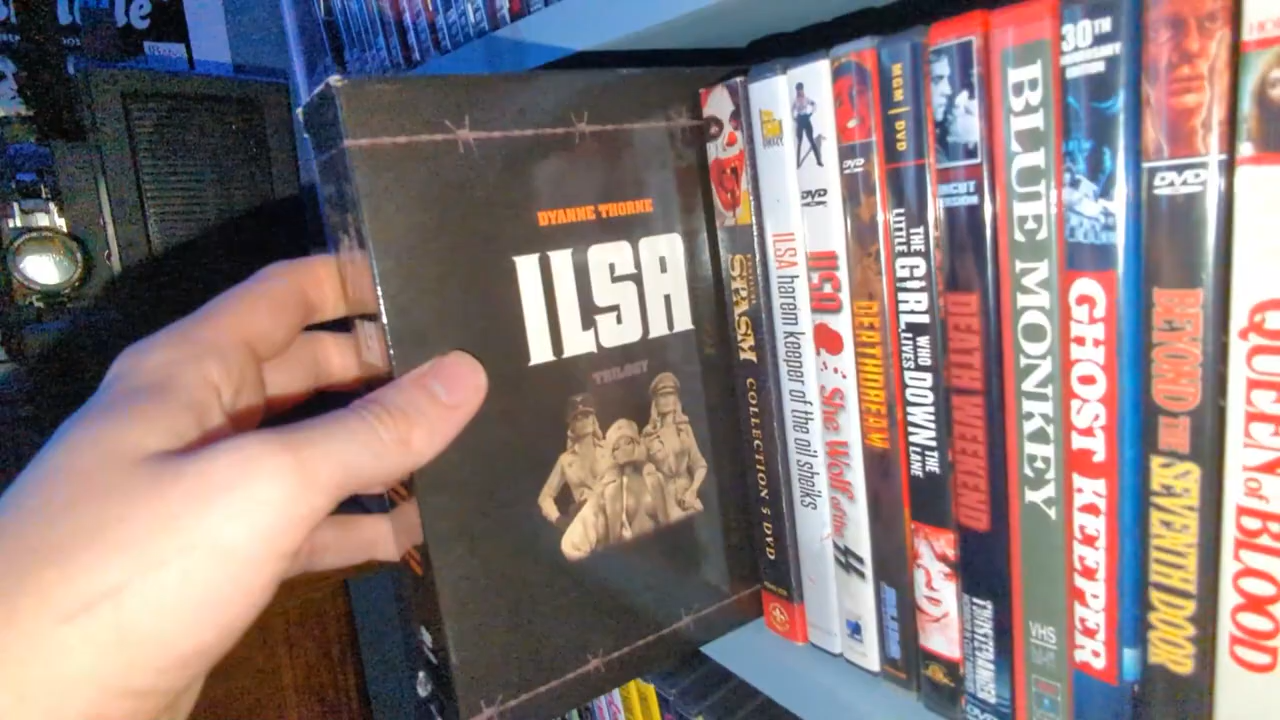 DYANNE THORNE
ILSA
TRILOGY
SPASM
COLLECTION 5 DVD
ILSA harem keeper of the oil sheiks
DVD
ILSA She Wolf of the SS
DVD
DEATHDREAM
MGM | DVD
THE LITTLE GIRL WHO LIVES DOWN THE LANE
UNCUT VERSION
DEATH WEEKEND
BLUE MONKEY
VHS
30TH
ANNIVERSARY
EDITION
GHOST KEEPER
DVD
BEYOND THE SEVENTH DOOR
QUEEN of BLOOD